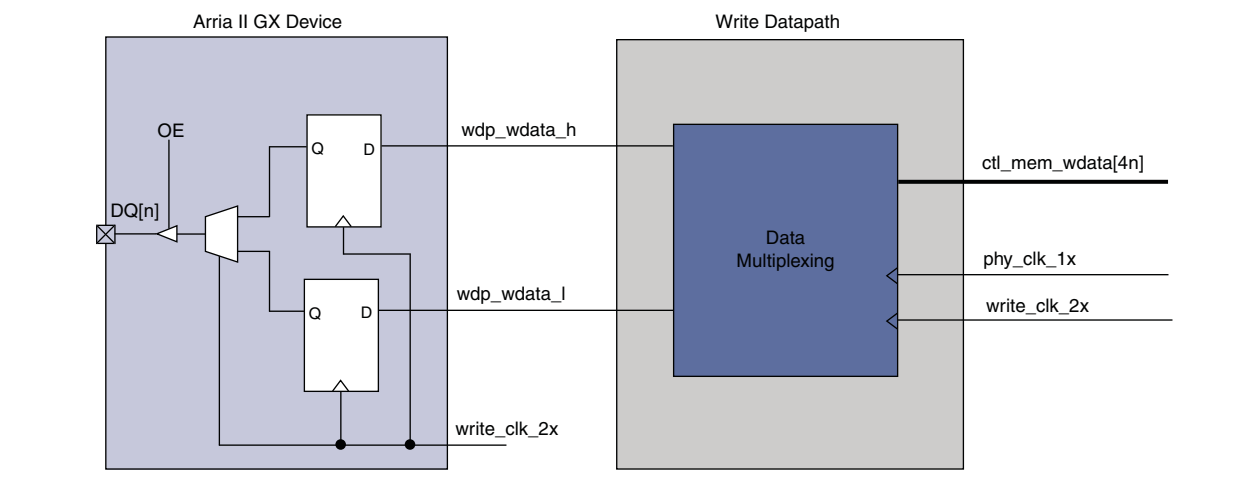 Arria II GX Device
Write Datapath
OE
Q
D
wdp_wdata_h
ctl_mem_wdata[4n]
DQ[n]
Data
Multiplexing
phy_clk_1x
wdp_wdata_l
write_clk_2x
Q
D
write_clk_2x